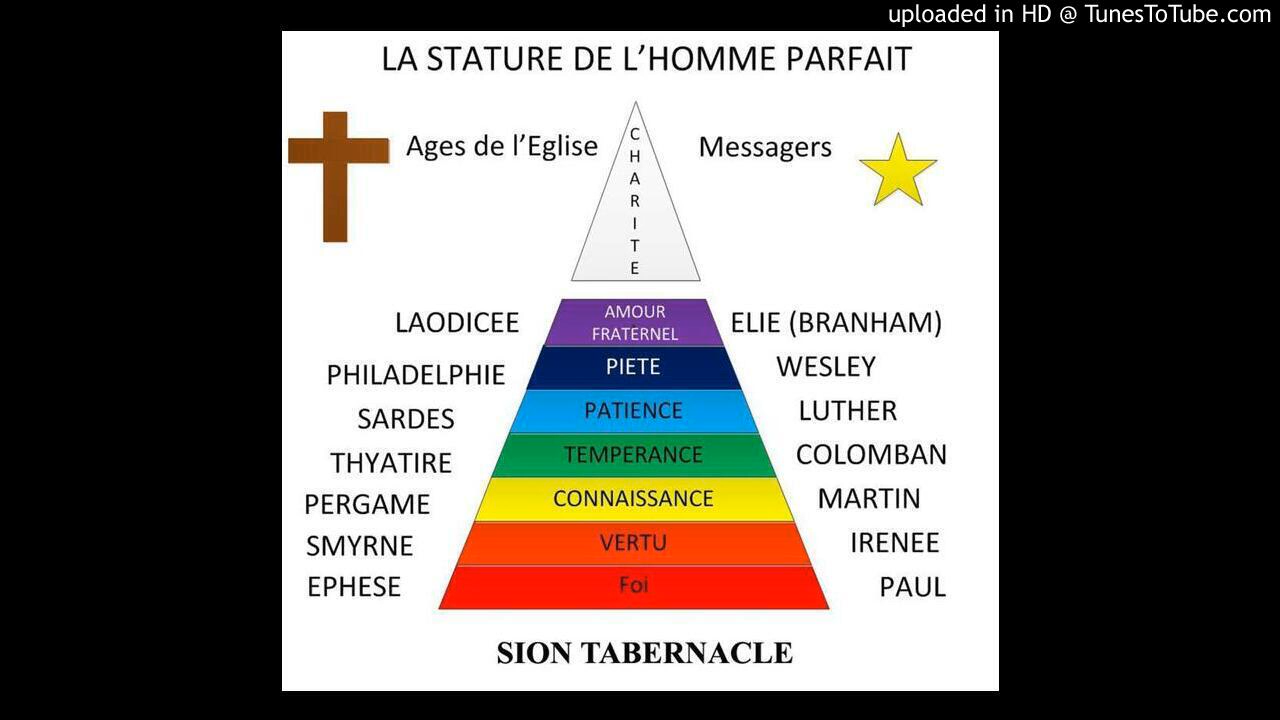 uploaded in HD @ TunesToTube.com
LA STATURE DE L'HOMME PARFAIT
Ages de l'Eglise
Messagers
C
H
A
R
I
T
E
LAODICEE
AMOUR
FRATERNEL
ELIE (BRANHAM)
PHILADELPHIE
PIETE
WESLEY
SARDES
PATIENCE
LUTHER
THYATIRE
TEMPERANCE
COLOMBAN
PERGAME
CONNAISSANCE
MARTIN
SMYRNE
VERTU
IRENEE
EPHESE
Foi
PAUL
SION TABERNACLE